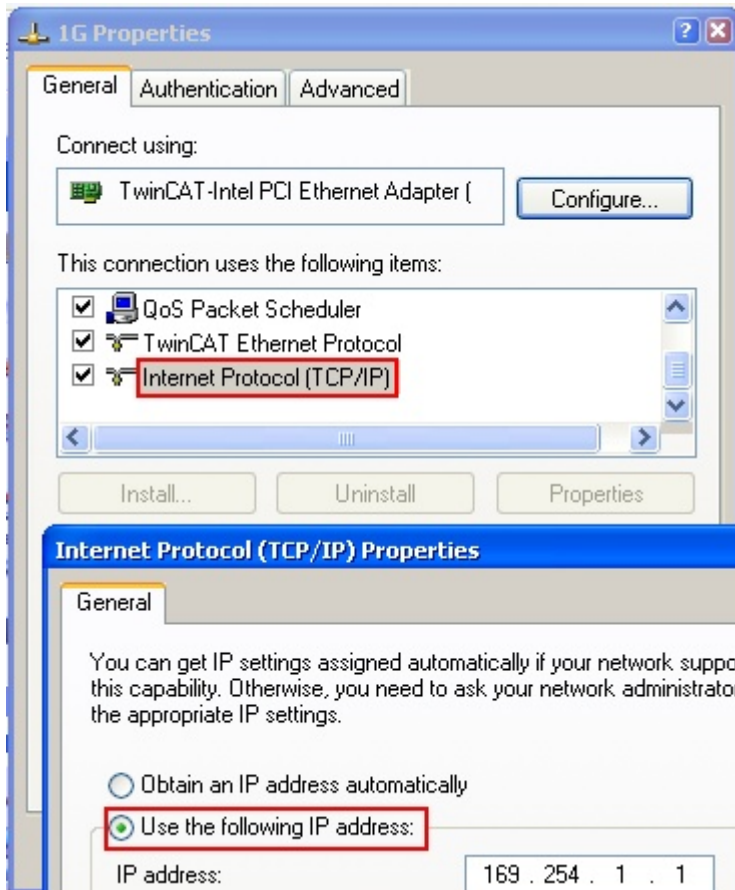 1G Properties
General Authentication Advanced
Connect using:
TwinCAT-Intel PCI Ethernet Adapter (
Configure...
This connection uses the following items:
QoS Packet Scheduler
TwinCAT Ethernet Protocol
Internet Protocol (TCP/IP)
Install... Uninstall Properties
Internet Protocol (TCP/IP) Properties
General
You can get IP settings assigned automatically if your network suppo
this capability. Otherwise, you need to ask your network administrato
the appropriate IP settings.
Obtain an IP address automatically
Use the following IP address:
IP address: 169 . 254 . 1 . 1